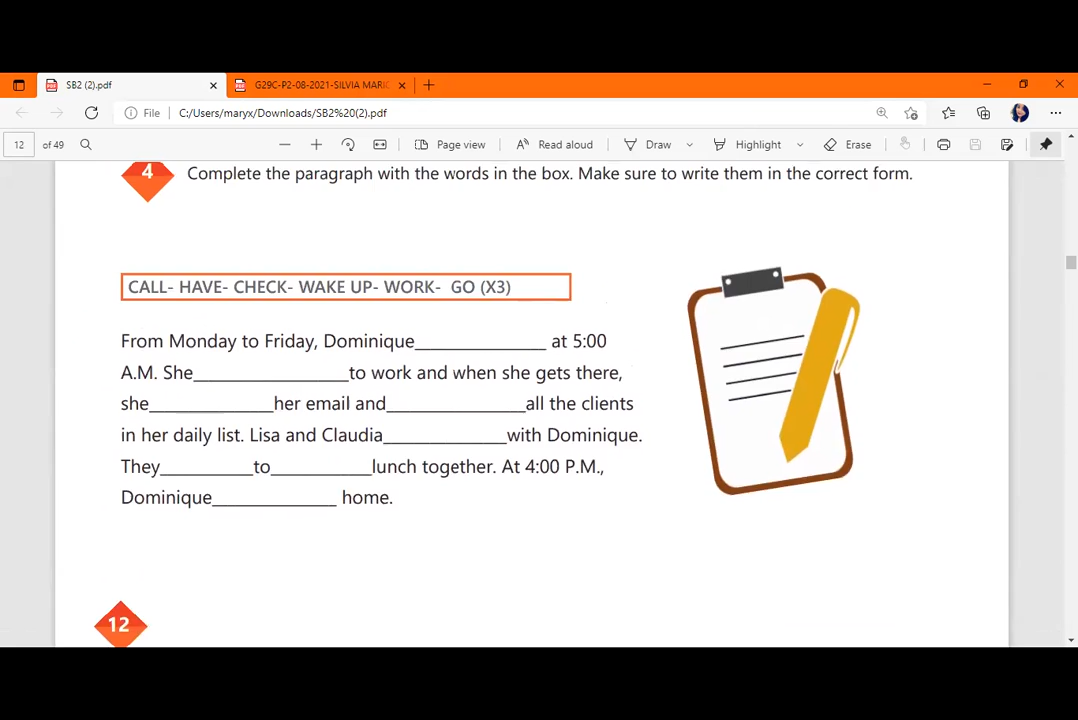 SB2 (2).pdf
G29C-P2-08-2021-SILVIA MARI
File
C:/Users/maryx/Downloads/SB2%20(2).pdf
12 of 49
Page view
Read aloud
Draw
Highlight
Erase
4 Complete the paragraph with the words in the box. Make sure to write them in the correct form.
CALL- HAVE- CHECK- WAKE UP- WORK- GO (X3)
From Monday to Friday, Dominique______________ at 5:00
A.M. She_________________to work and when she gets there,
she______________her email and_______________all the clients
in her daily list. Lisa and Claudia_____________with Dominique.
They__________to___________lunch together. At 4:00 P.M.,
Dominique_____________ home.
12